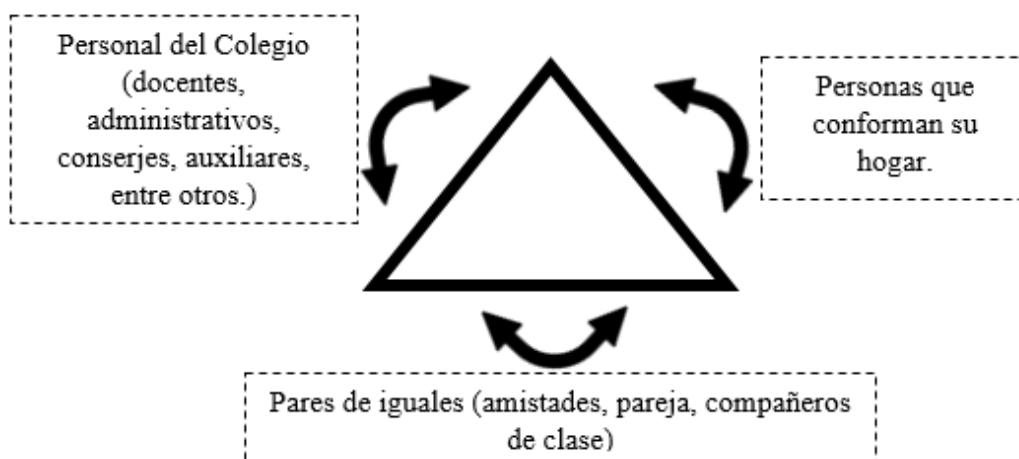 Personal del Colegio
(docentes,
administrativos,
conserjes, auxiliares,
entre otros.)
Personas que
conforman su
hogar.
Pares de iguales (amistades, pareja, compañeros
de clase)